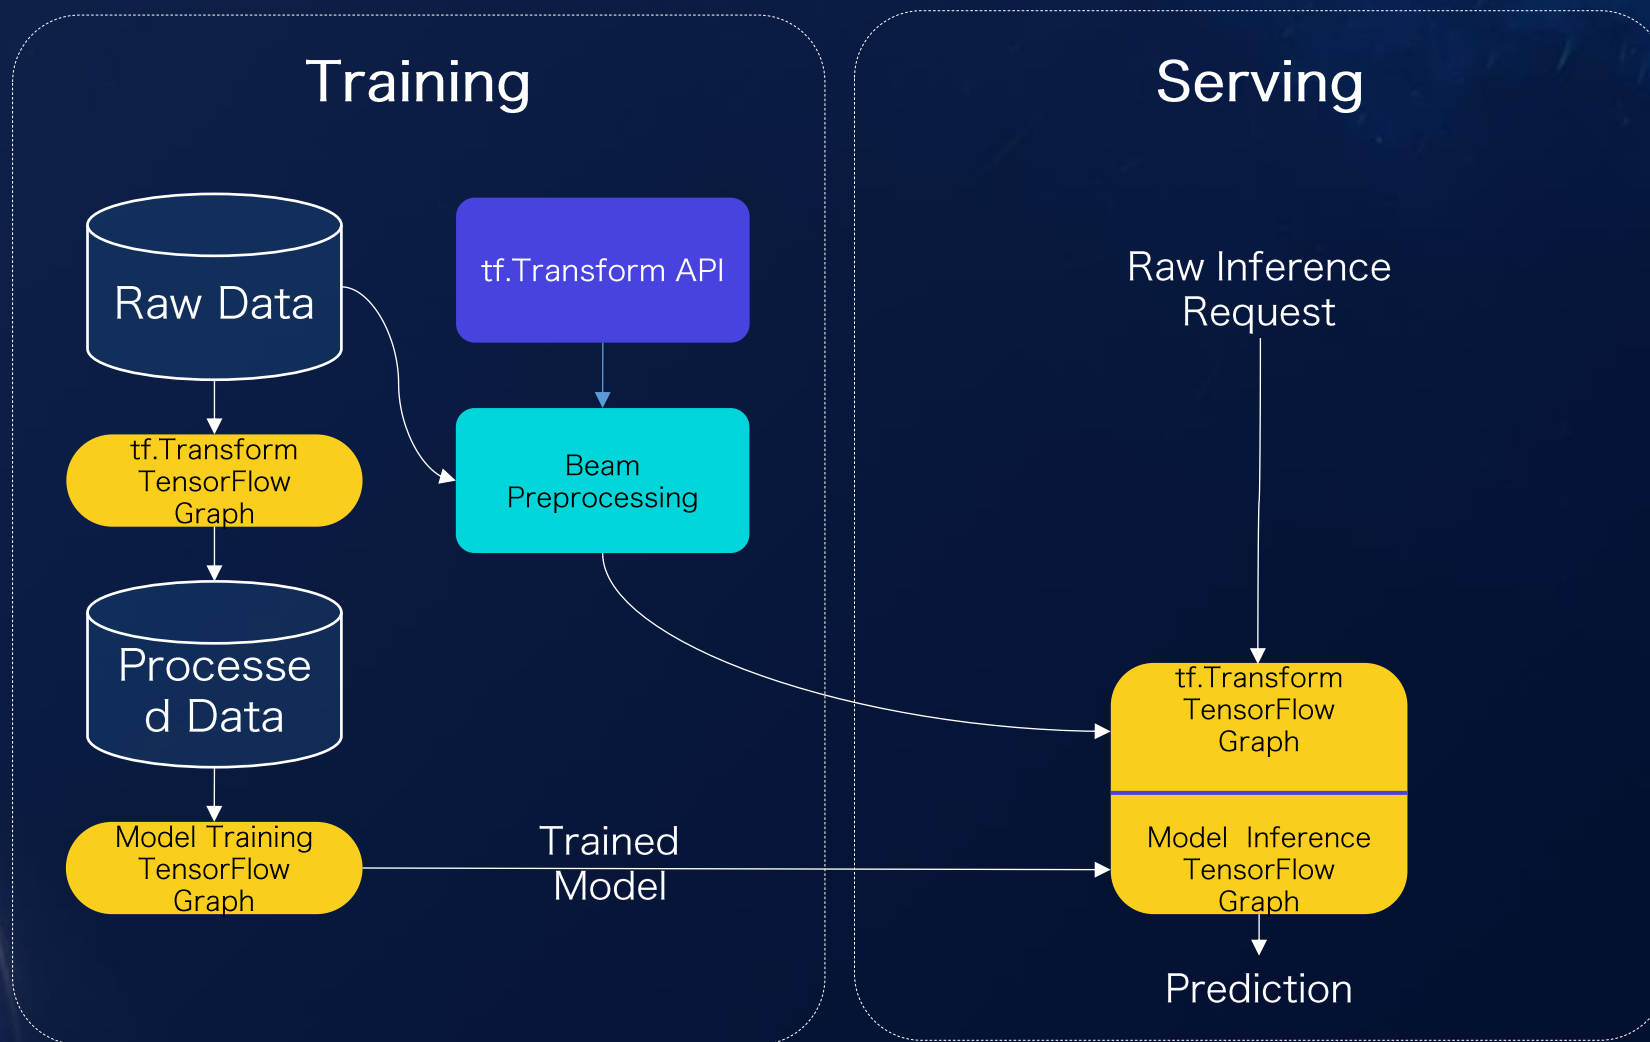 Training
Raw Data
tf.Transform API
tf.Transform
TensorFlow
Graph
Beam
Preprocessing
Processe
d Data
Model Training
TensorFlow
Graph
Trained
Model
Serving
Raw Inference
Request
tf.Transform
TensorFlow
Graph
Model  Inference
TensorFlow
Graph
Prediction